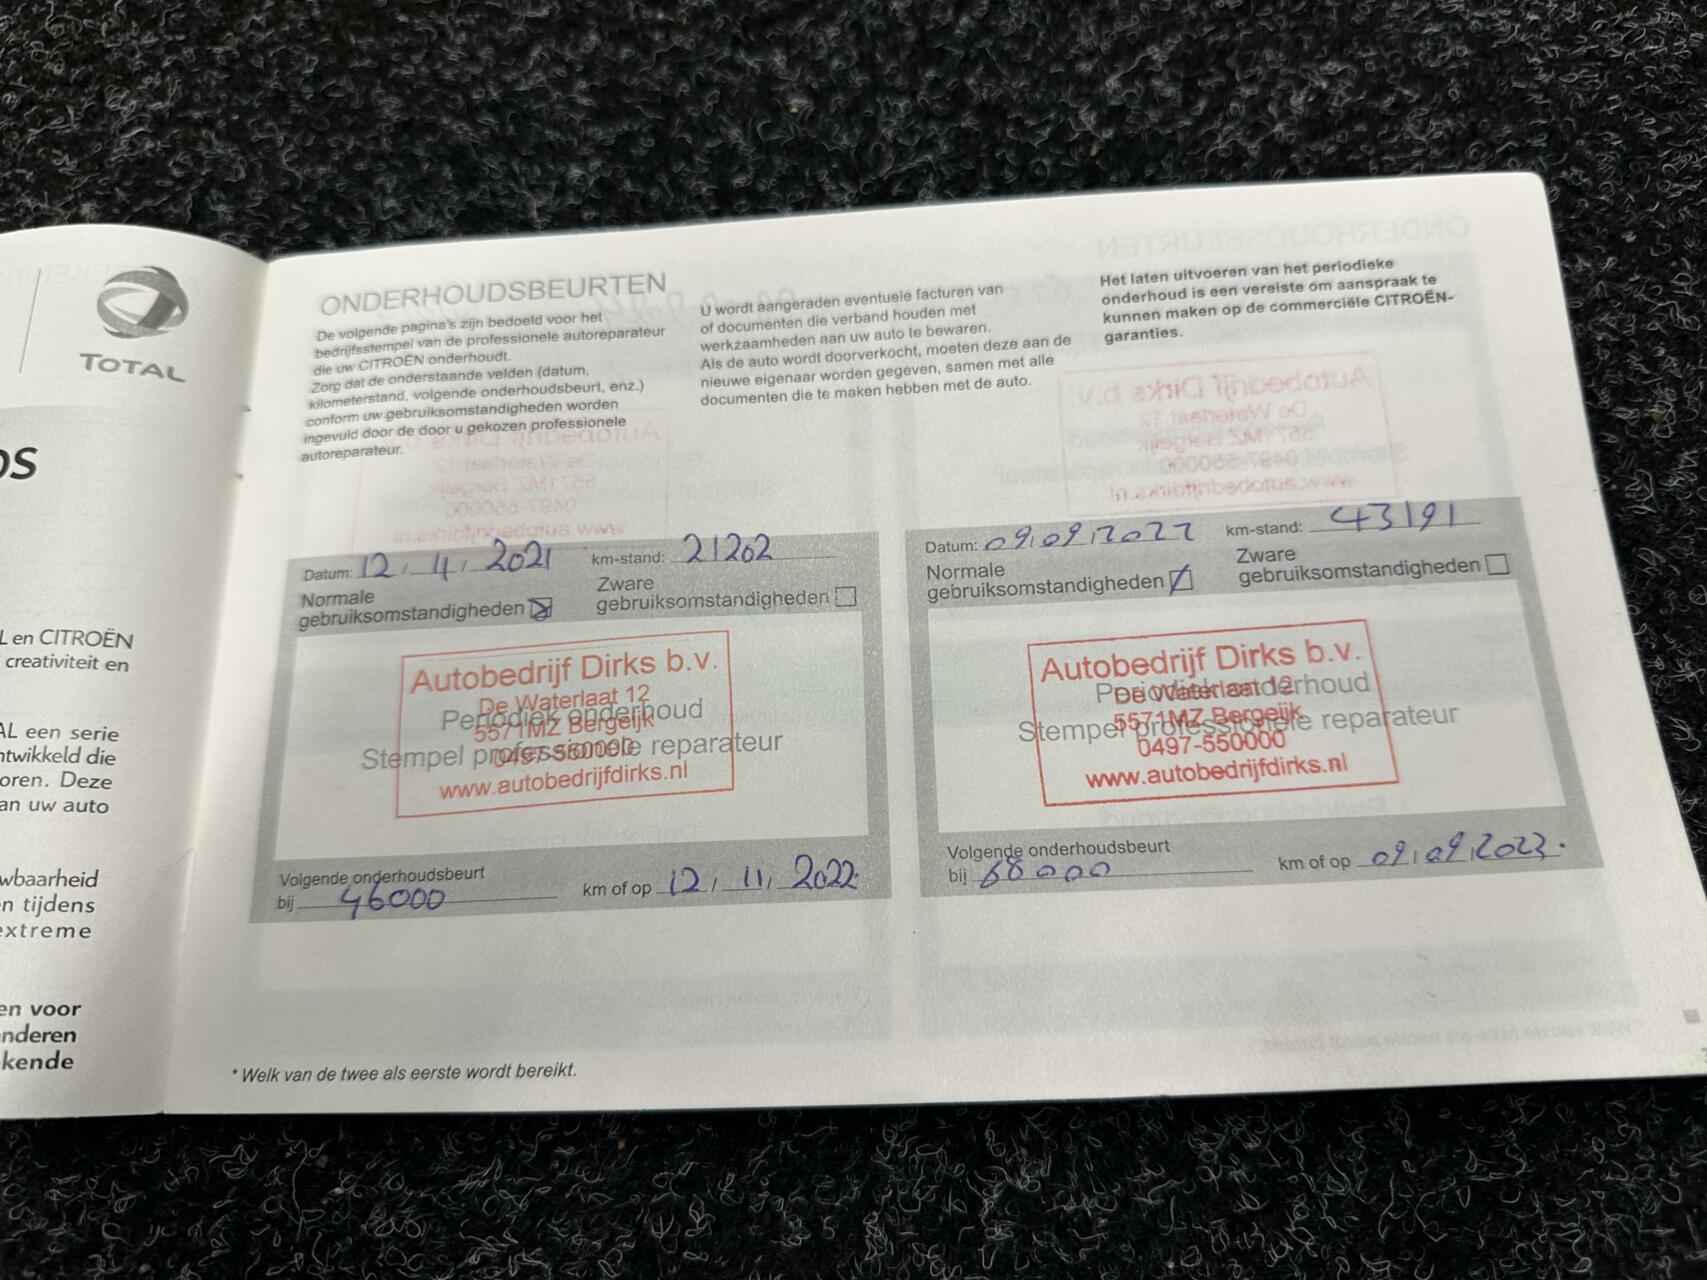 TOTAL
OS
L en CITROËN
creativiteit en
AL een serie
ntwikkeld die
oren. Deze
an uw auto
wbaarheid
n tijdens
extreme
en voor
nderen
kende
ONDERHOUDSBEURTEN
De volgende pagina's zijn bedoeld voor het
bedrijfsstempel van de professionele autoreparateur
die uw CITROËN onderhoudt.
Zorg dat de onderstaande velden (datum,
kilometerstand, volgende onderhoudsbeurt, enz.)
conform uw gebruiksomstandigheden worden
ingevuld door de door u gekozen professionele
autoreparateur.
U wordt aangeraden eventuele facturen van
of documenten die verband houden met
werkzaamheden aan uw auto te bewaren.
Als de auto wordt doorverkocht, moeten deze aan de
nieuwe eigenaar worden gegeven, samen met alle
documenten die te maken hebben met de auto.
Het laten uitvoeren van het periodieke
onderhoud is een vereiste om aanspraak te
kunnen maken op de commerciële CITROËN-
garanties.
Datum: 12, 4, 2021 km-stand: 21202
Normale
gebruiksomstandigheden
Zware
gebruiksomstandigheden
Autobedrijf Dirks b.v.
De Waterlaat 12
Periodiek onderhoud
5571MZ Bergeijk
Stempel professionele reparateur
0497-550000
www.autobedrijfdirks.nl
Volgende onderhoudsbeurt
bij 46000 km of op 12, 11, 2022
Datum: 09,09,2022 km-stand: 43191
Normale
gebruiksomstandigheden
Zware
gebruiksomstandigheden
Autobedrijf Dirks b.v.
Periodiek onderhoud
De Waterlaat 12
5571MZ Bergeijk
Stempel professionele reparateur
0497-550000
www.autobedrijfdirks.nl
Volgende onderhoudsbeurt
bij 68000 km of op 09,09,2023.
* Welk van de twee als eerste wordt bereikt.